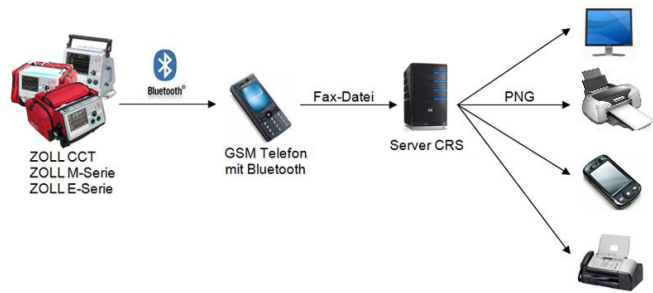 Bluetooth®
ZOLL CCT
ZOLL M-Serie
ZOLL E-Serie
GSM Telefon
mit Bluetooth
Fax-Datei
Server CRS
PNG